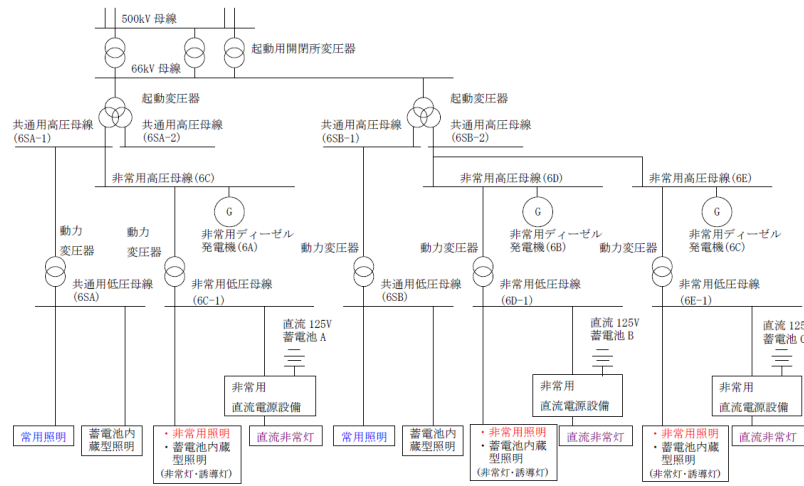 500kV 母線
起動用開閉所変圧器
66kV 母線
起動変圧器
起動変圧器
共通用高圧母線
(6SA-1)
共通用高圧母線
(6SA-2)
共通用高圧母線
(6SB-1)
共通用高圧母線
(6SB-2)
非常用高圧母線(6C)
非常用高圧母線(6D)
非常用高圧母線(6E)
G
G
G
動力
変圧器
動力
変圧器
非常用ディーゼル
発電機(6A)
動力変圧器
動力変圧器
非常用ディーゼル
発電機(6B)
動力変圧器
非常用ディーゼル
発電機(6C)
共通用低圧母線
(6SA)
非常用低圧母線
(6C-1)
共通用低圧母線
(6SB)
非常用低圧母線
(6D-1)
非常用低圧母線
(6E-1)
直流 125V
蓄電池 A
直流 125V
蓄電池 B
直流 125
蓄電池
非常用
直流電源設備
非常用
直流電源設備
非常用
直流電源設備
常用照明
蓄電池内
蔵型照明
・非常用照明
・蓄電池内蔵
型照明
(非常灯・誘導灯)
直流非常灯
常用照明
蓄電池内
蔵型照明
・非常用照明
・蓄電池内蔵
型照明
(非常灯・誘導灯)
直流非常灯
・非常用照明
・蓄電池内蔵
型照明
(非常灯・誘導灯)
直流非常灯